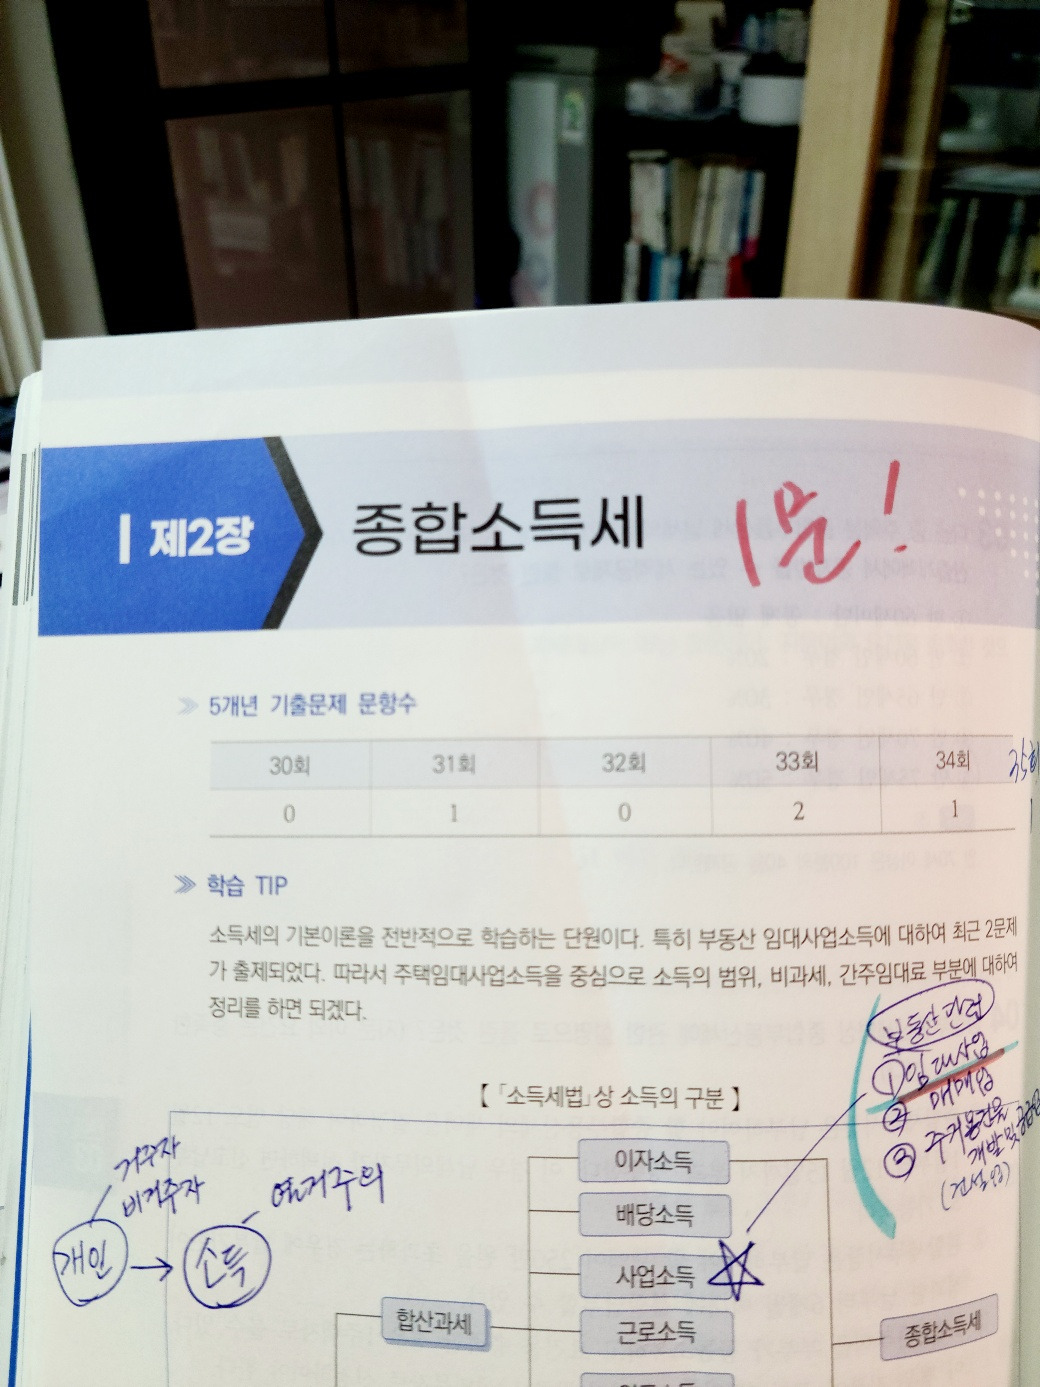 제2장 종합소득세 1문!
5개년 기출문제 문항수
30회 31회 32회 33회 34회 35회
0 1 0 2 1
학습 TIP
소득세의 기본이론을 전반적으로 학습하는 단원이다. 특히 부동산 임대사업소득에 대하여 최근 2문제
가 출제되었다. 따라서 주택임대사업소득을 중심으로 소득의 범위, 비과세, 간주임대료 부분에 대하여
정리를 하면 되겠다.
부동산 관련
① 임대사업
② 매매업
③ 주거용건물
개발 및 공급업
(건설업)
【 「소득세법」상 소득의 구분 】
거주자
비거주자
열거주의
개인 → 소득
이자소득
배당소득
사업소득
합산과세
근로소득
종합소득세